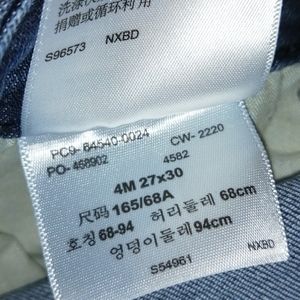 捐赠或循环利用
S96573 NXBD
PC9- 64540-0024
PO- 468902 CW- 2220
4582
4M 27x30
尺码 165/68A
호칭 68-94 허리둘레 68cm
엉덩이둘레 94cm
NXBD
S54961